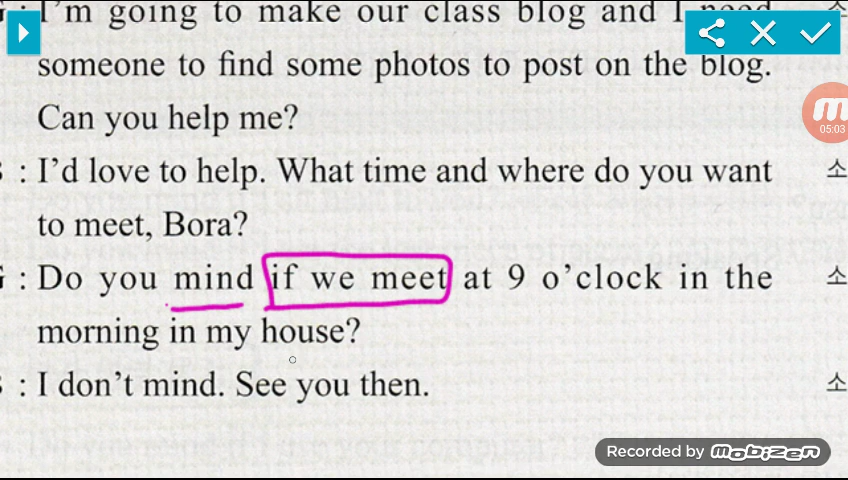 : I'm going to make our class blog and I need
someone to find some photos to post on the blog.
Can you help me?
: I'd love to help. What time and where do you want 소
to meet, Bora?
: Do you mind if we meet at 9 o'clock in the 소
morning in my house?
: I don't mind. See you then. 소
05:03
Recorded by MOBIZEN